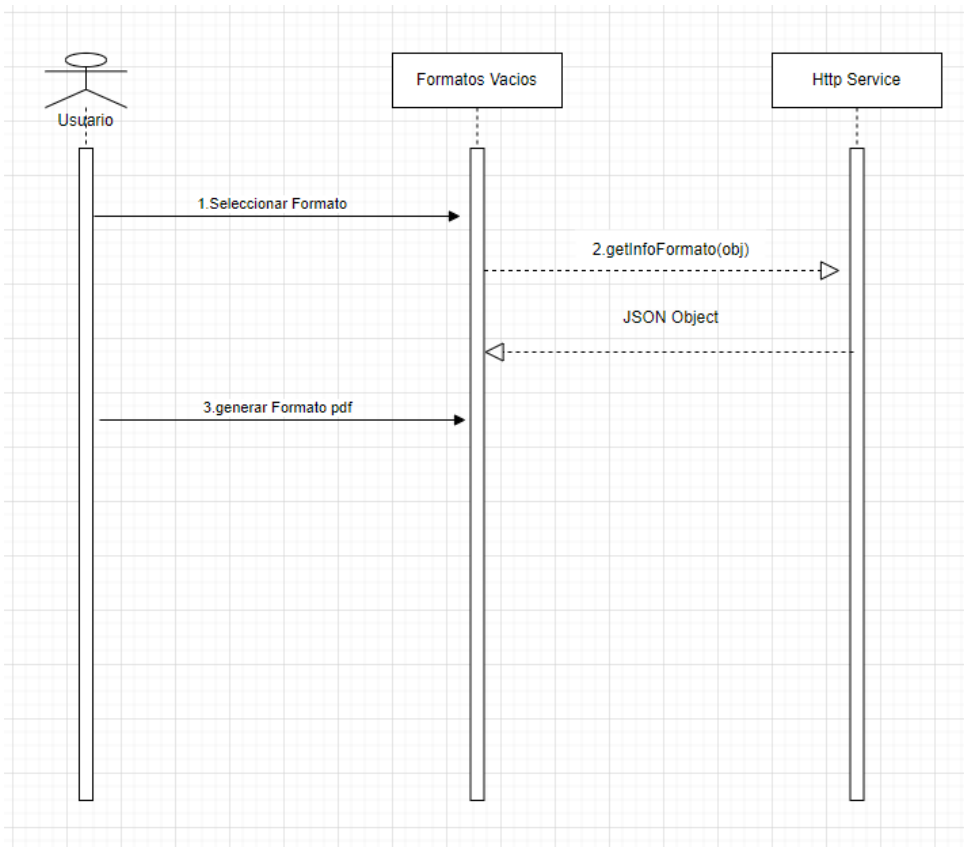 Formatos Vacios
Http Service
Usuario
1.Seleccionar Formato
2.getInfoFormato(obj)
JSON Object
3.generar Formato pdf